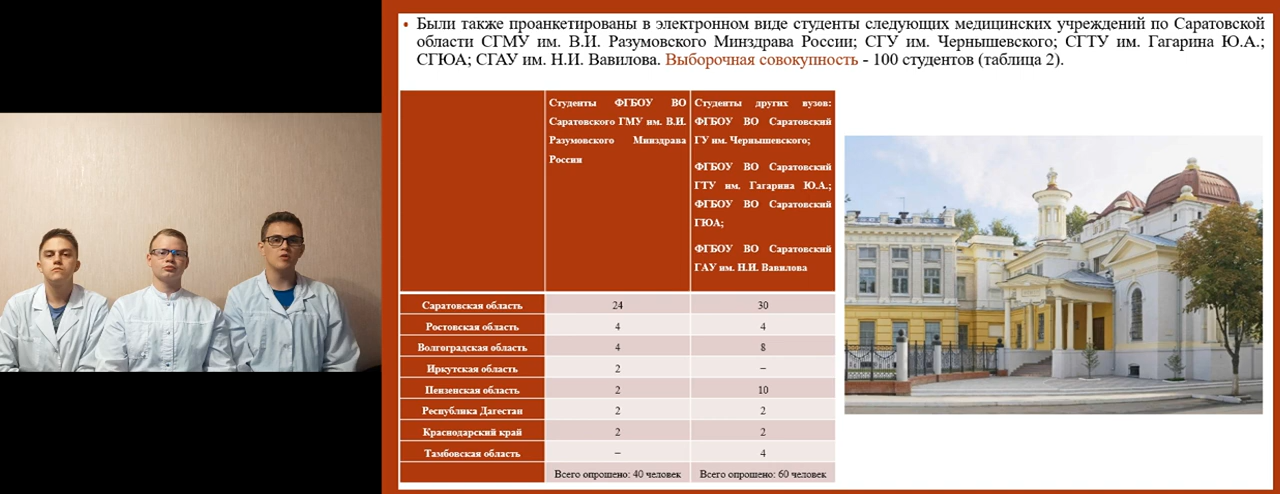 • Были также проанкетированы в электронном виде студенты следующих медицинских учреждений по Саратовской
области СГМУ им. В.И. Разумовского Минздрава России; СГУ им. Чернышевского; СГТУ им. Гагарина Ю.А.;
СГЮА; СГАУ им. Н.И. Вавилова. Выборочная совокупность - 100 студентов (таблица 2).
Студенты ФГБОУ ВО
Саратовского ГМУ им. В.И.
Разумовского Минздрава
России
Студенты других вузов:
ФГБОУ ВО Саратовский
ГУ им. Чернышевского;
ФГБОУ ВО Саратовский
ГТУ им. Гагарина Ю.А.;
ФГБОУ ВО Саратовский
ГЮА;
ФГБОУ ВО Саратовский
ГАУ им. Н.И. Вавилова
Саратовская область 24 30
Ростовская область 4 4
Волгоградская область 4 8
Иркутская область 2 –
Пензенская область 2 10
Республика Дагестан 2 2
Краснодарский край 2 2
Тамбовская область – 4
Всего опрошено: 40 человек Всего опрошено: 60 человек